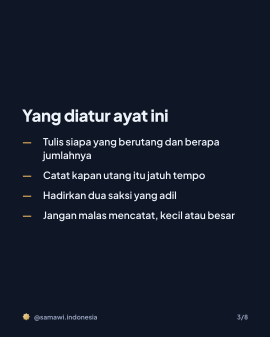 Yang diatur ayat ini
— Tulis siapa yang berutang dan berapa
jumlahnya
— Catat kapan utang itu jatuh tempo
— Hadirkan dua saksi yang adil
— Jangan malas mencatat, kecil atau besar
@samawi.indonesia
3/8